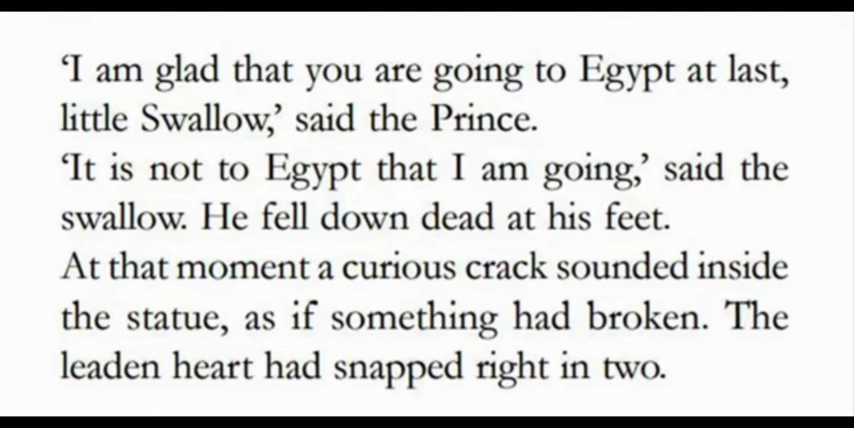 ‘I am glad that you are going to Egypt at last,
little Swallow,’ said the Prince.
‘It is not to Egypt that I am going,’ said the
swallow. He fell down dead at his feet.
At that moment a curious crack sounded inside
the statue, as if something had broken. The
leaden heart had snapped right in two.